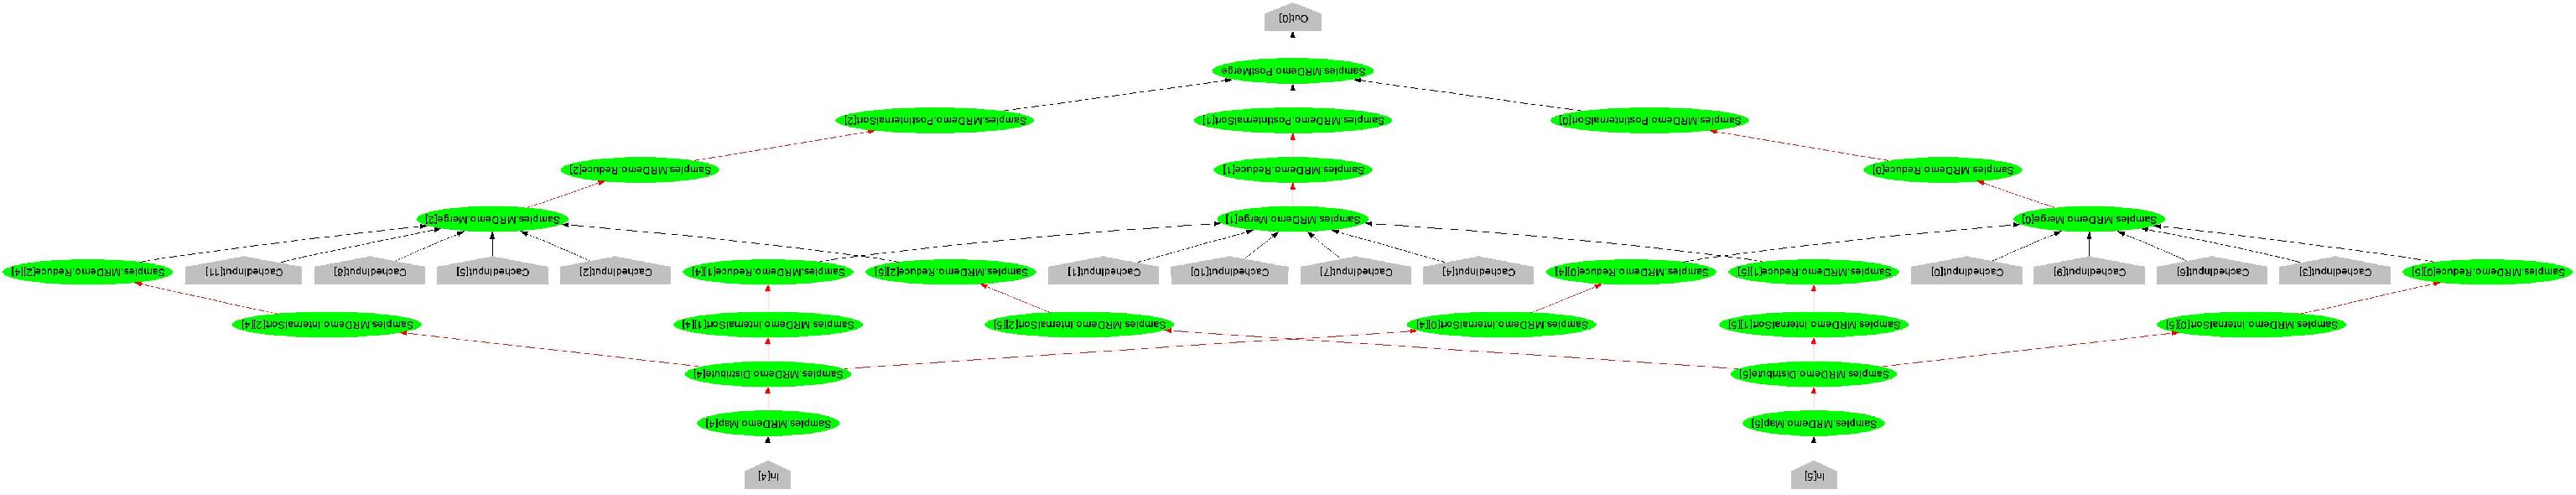 In[5]
In[4]
Samples.MRDemo.Map[5]
Samples.MRDemo.Map[4]
Samples.MRDemo.Distribute[5]
Samples.MRDemo.Distribute[4]
Samples.MRDemo.InternalSort[0][5]
Samples.MRDemo.InternalSort[1][5]
Samples.MRDemo.InternalSort[0][4]
Samples.MRDemo.InternalSort[2][5]
Samples.MRDemo.InternalSort[1][4]
Samples.MRDemo.InternalSort[2][4]
Samples.MRDemo.Reduce[0][5]
CachedInput[3]
CachedInput[6]
CachedInput[9]
CachedInput[0]
Samples.MRDemo.Reduce[1][5]
Samples.MRDemo.Reduce[0][4]
CachedInput[4]
CachedInput[7]
CachedInput[10]
CachedInput[1]
Samples.MRDemo.Reduce[2][5]
Samples.MRDemo.Reduce[1][4]
CachedInput[2]
CachedInput[5]
CachedInput[8]
CachedInput[11]
Samples.MRDemo.Reduce[2][4]
Samples.MRDemo.Merge[0]
Samples.MRDemo.Merge[1]
Samples.MRDemo.Merge[2]
Samples.MRDemo.Reduce[0]
Samples.MRDemo.Reduce[1]
Samples.MRDemo.Reduce[2]
Samples.MRDemo.PostInternalSort[0]
Samples.MRDemo.PostInternalSort[1]
Samples.MRDemo.PostInternalSort[2]
Samples.MRDemo.PostMerge
Out[0]